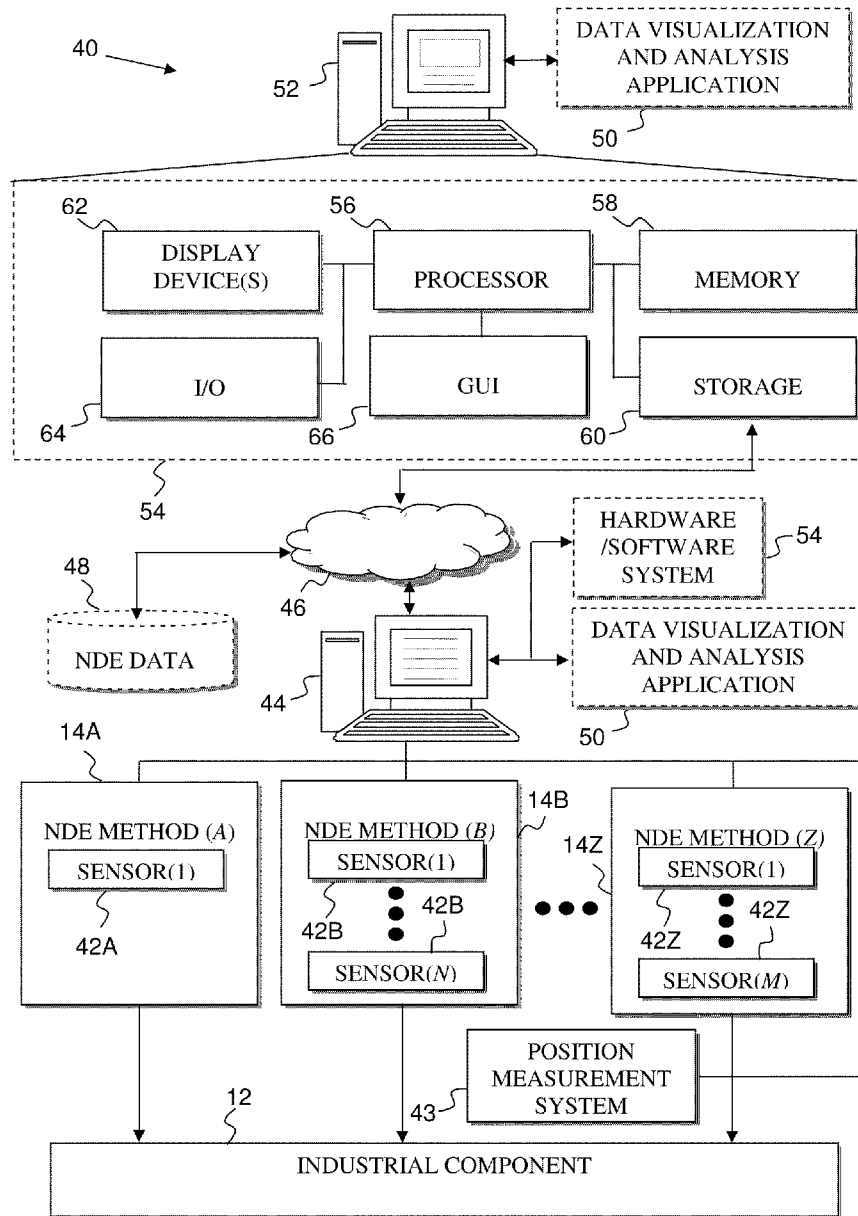 40
52
DATA VISUALIZATION
AND ANALYSIS
APPLICATION
50
62
56
58
DISPLAY
DEVICE(S)
PROCESSOR
MEMORY
I/O
GUI
STORAGE
64
66
60
54
48
46
HARDWARE
/SOFTWARE
SYSTEM
54
NDE DATA
44
DATA VISUALIZATION
AND ANALYSIS
APPLICATION
50
14A
NDE METHOD (A)
SENSOR(1)
42A
NDE METHOD (B)
14B
SENSOR(1)
42B
42B
SENSOR(N)
14Z
NDE METHOD (Z)
SENSOR(1)
42Z
42Z
SENSOR(M)
POSITION
MEASUREMENT
SYSTEM
43
12
INDUSTRIAL COMPONENT